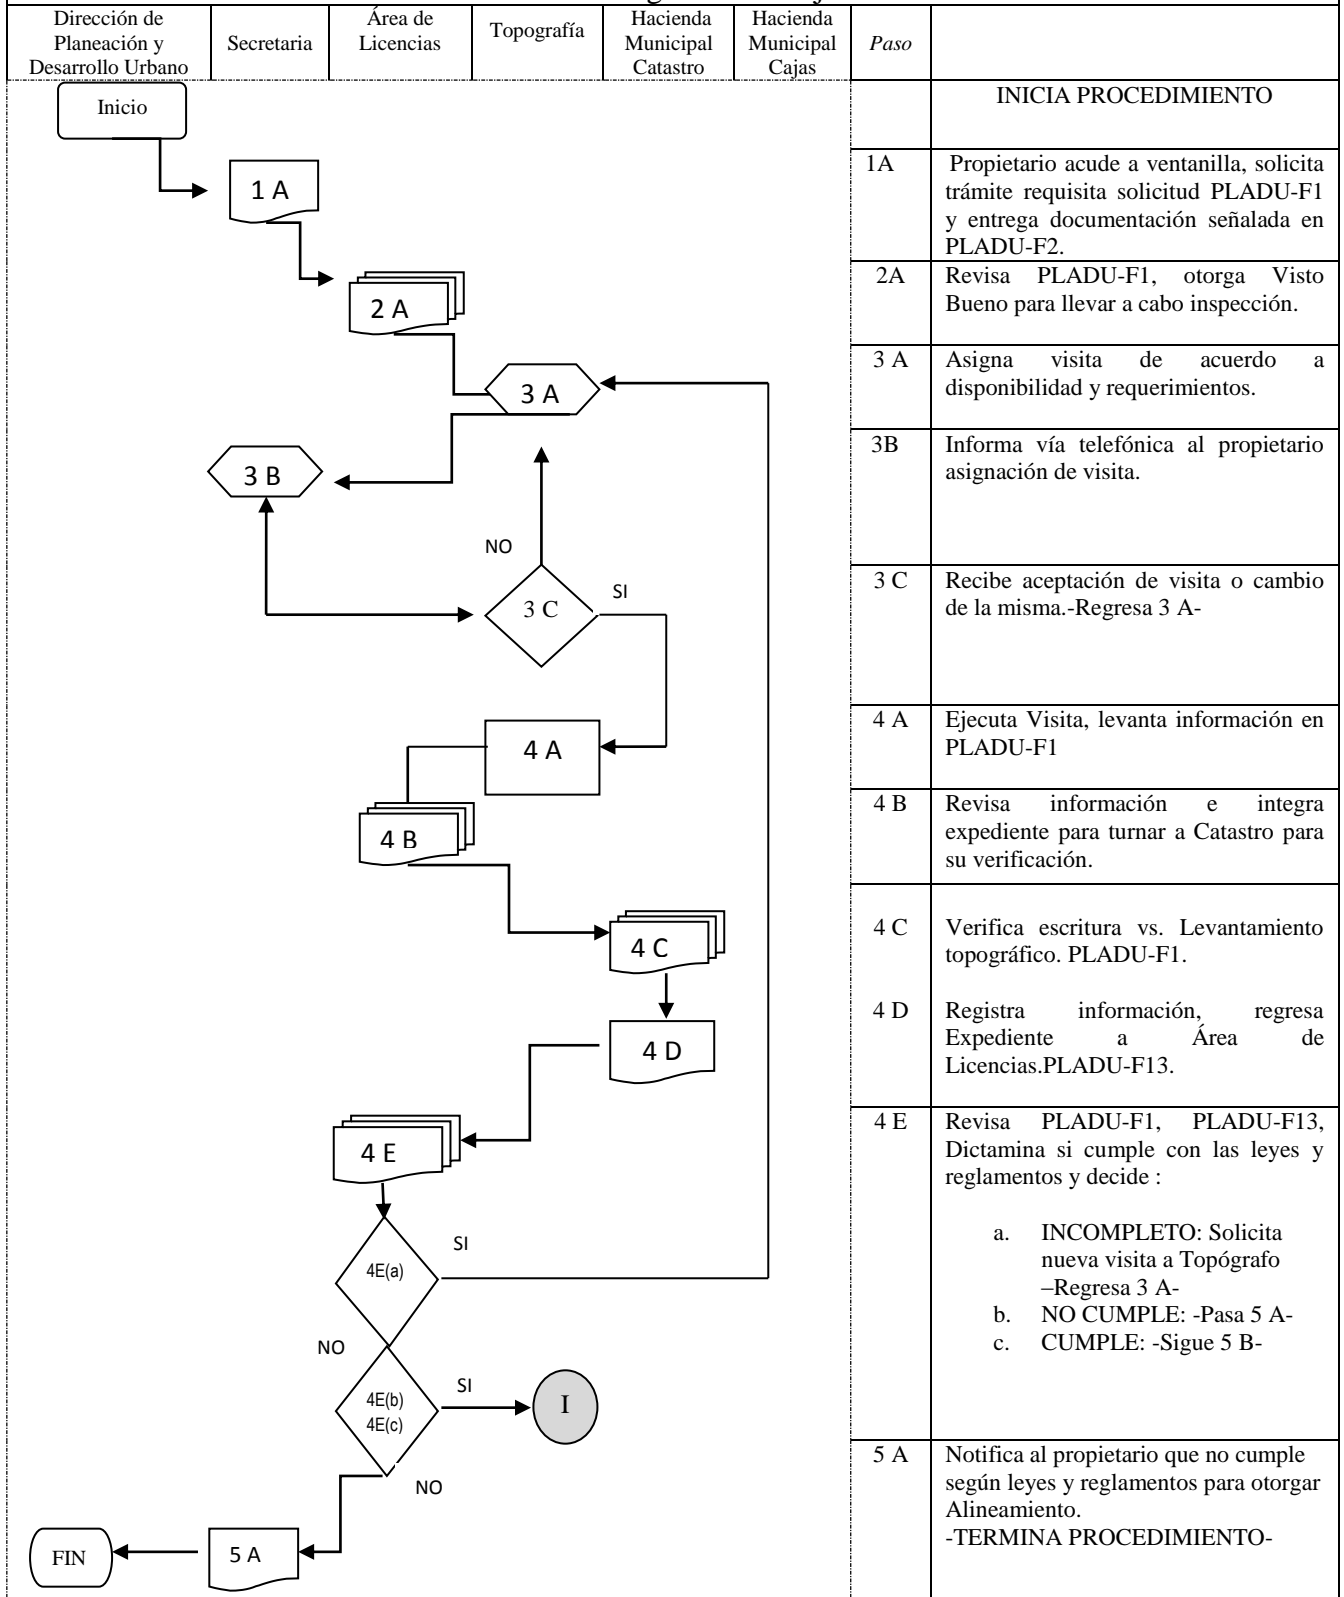 Dirección de
Planeación y
Desarrollo Urbano
Secretaria
Área de
Licencias
Topografía
Hacienda
Municipal
Catastro
Hacienda
Municipal
Cajas
Paso
Inicio
INICIA PROCEDIMIENTO
1 A
1A
Propietario acude a ventanilla, solicita
trámite requisita solicitud PLADU-F1
y entrega documentación señalada en
PLADU-F2.
2 A
2A
Revisa PLADU-F1, otorga Visto
Bueno para llevar a cabo inspección.
3 A
3 A
Asigna visita de acuerdo a
disponibilidad y requerimientos.
3 B
3B
Informa vía telefónica al propietario
asignación de visita.
NO
3 C
SI
3 C
Recibe aceptación de visita o cambio
de la misma.-Regresa 3 A-
4 A
4 A
Ejecuta Visita, levanta información en
PLADU-F1
4 B
4 B
Revisa información e integra
expediente para turnar a Catastro para
su verificación.
4 C
4 C
Verifica escritura vs. Levantamiento
topográfico. PLADU-F1.
4 D
4 D
Registra información, regresa
Expediente a Área de
Licencias.PLADU-F13.
4 E
4 E
Revisa PLADU-F1, PLADU-F13,
Dictamina si cumple con las leyes y
reglamentos y decide :
a. INCOMPLETO: Solicita
nueva visita a Topógrafo
–Regresa 3 A-
b. NO CUMPLE: -Pasa 5 A-
c. CUMPLE: -Sigue 5 B-
4E(a)
SI
NO
4E(b)
4E(c)
SI
I
NO
5 A
FIN
5 A
Notifica al propietario que no cumple
según leyes y reglamentos para otorgar
Alineamiento.
-TERMINA PROCEDIMIENTO-